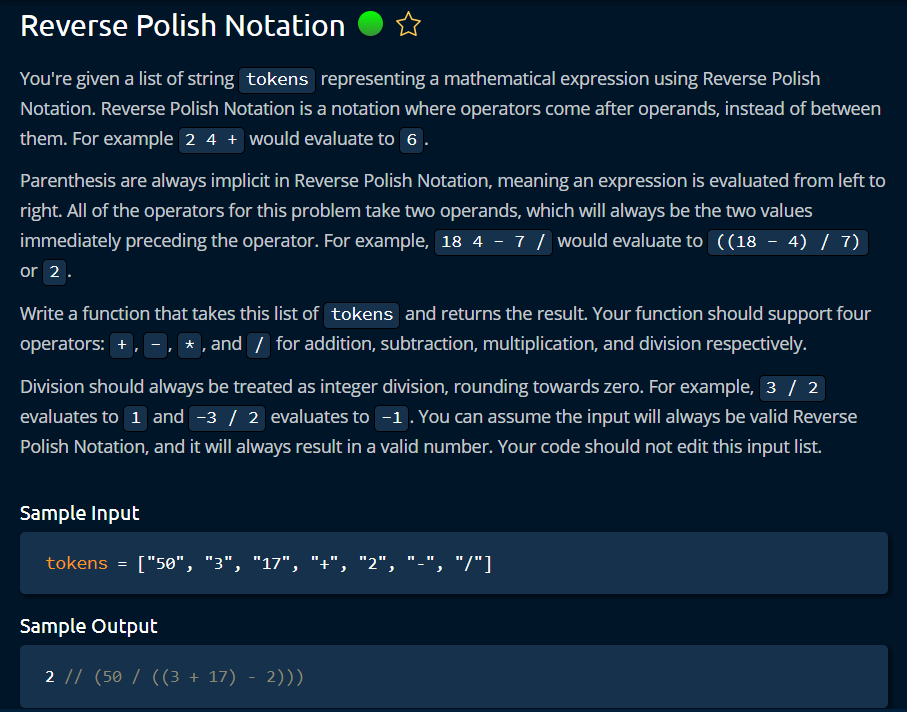 Reverse Polish Notation
You're given a list of string tokens representing a mathematical expression using Reverse Polish
Notation. Reverse Polish Notation is a notation where operators come after operands, instead of between
them. For example 2 4 + would evaluate to 6.
Parenthesis are always implicit in Reverse Polish Notation, meaning an expression is evaluated from left to
right. All of the operators for this problem take two operands, which will always be the two values
immediately preceding the operator. For example, 18 4 - 7 / would evaluate to ((18 - 4) / 7)
or 2.
Write a function that takes this list of tokens and returns the result. Your function should support four
operators: +, -, *, and / for addition, subtraction, multiplication, and division respectively.
Division should always be treated as integer division, rounding towards zero. For example, 3 / 2
evaluates to 1 and -3 / 2 evaluates to -1. You can assume the input will always be valid Reverse
Polish Notation, and it will always result in a valid number. Your code should not edit this input list.
Sample Input
tokens = ["50", "3", "17", "+", "2", "-", "/"]
Sample Output
2 // (50 / ((3 + 17) - 2)))